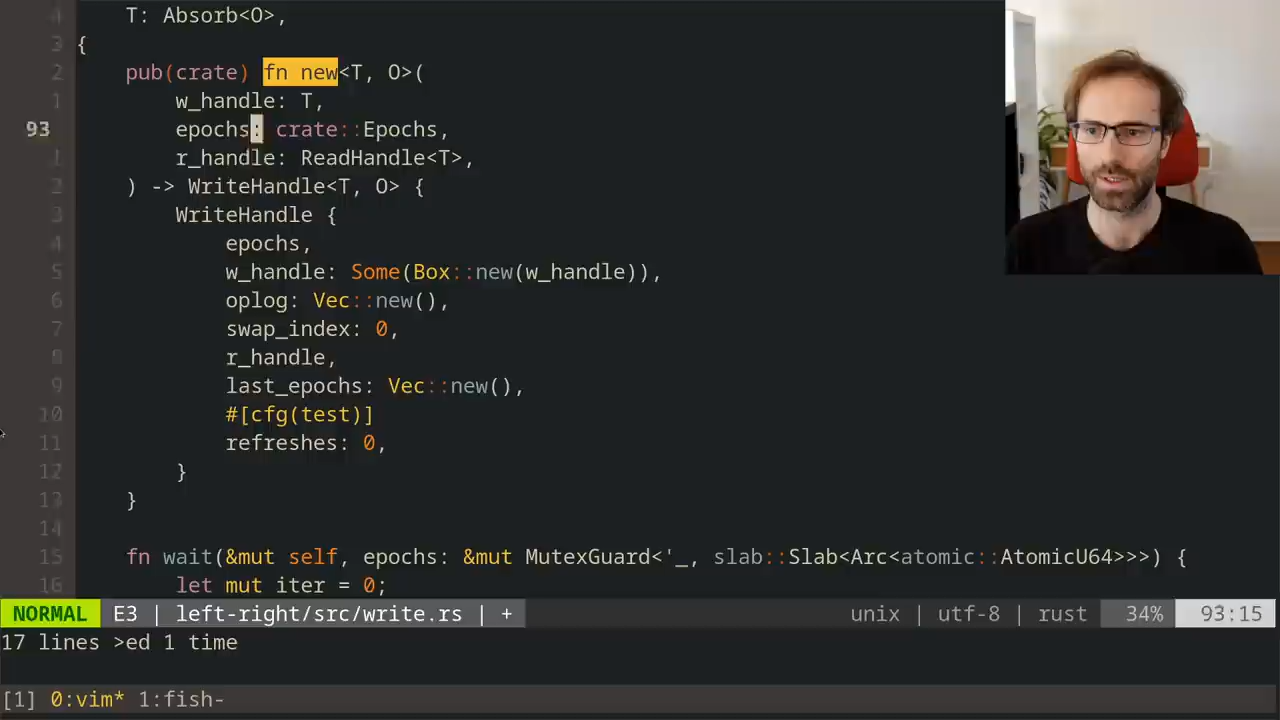 4 T: Absorb<O>,
3 {
2 pub(crate) fn new<T, O>(
1 w_handle: T,
93 epochs: crate::Epochs,
1 r_handle: ReadHandle<T>,
2 ) -> WriteHandle<T, O> {
3 WriteHandle {
4 epochs,
5 w_handle: Some(Box::new(w_handle)),
6 oplog: Vec::new(),
7 swap_index: 0,
8 r_handle,
9 last_epochs: Vec::new(),
10 #[cfg(test)]
11 refreshes: 0,
12 }
13 }
14
15 fn wait(&mut self, epochs: &mut MutexGuard<'_, slab::Slab<Arc<atomic::AtomicU64>>>) {
16 let mut iter = 0;
NORMAL E3 | left-right/src/write.rs | + unix | utf-8 | rust 34% 93:15
17 lines >ed 1 time
[1] 0:vim* 1:fish-